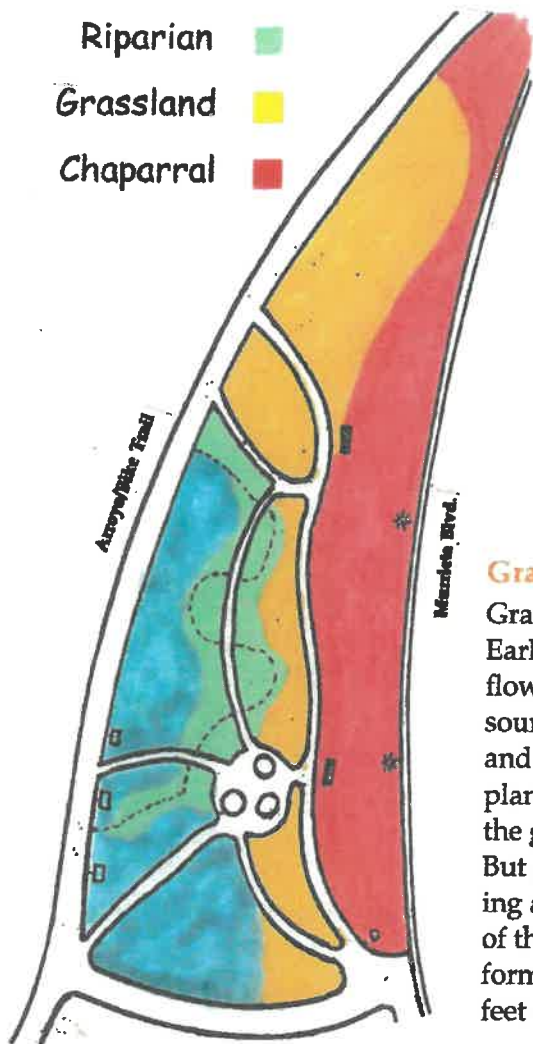 Riparian
Grassland
Chaparral
Arroyo/Bike Trail
Murrieta Blvd.
Gra
Gra
Earl
flow
sour
and
plan
the g
But
ing a
of th
form
feet